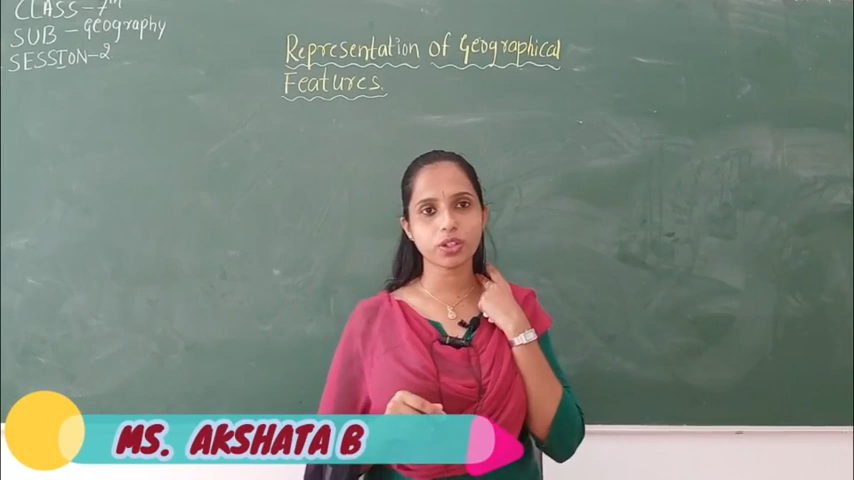 CLASS-7th
SUB - Geography
SESSION-2
Representation of Geographical
Features.
MS. AKSHATA B